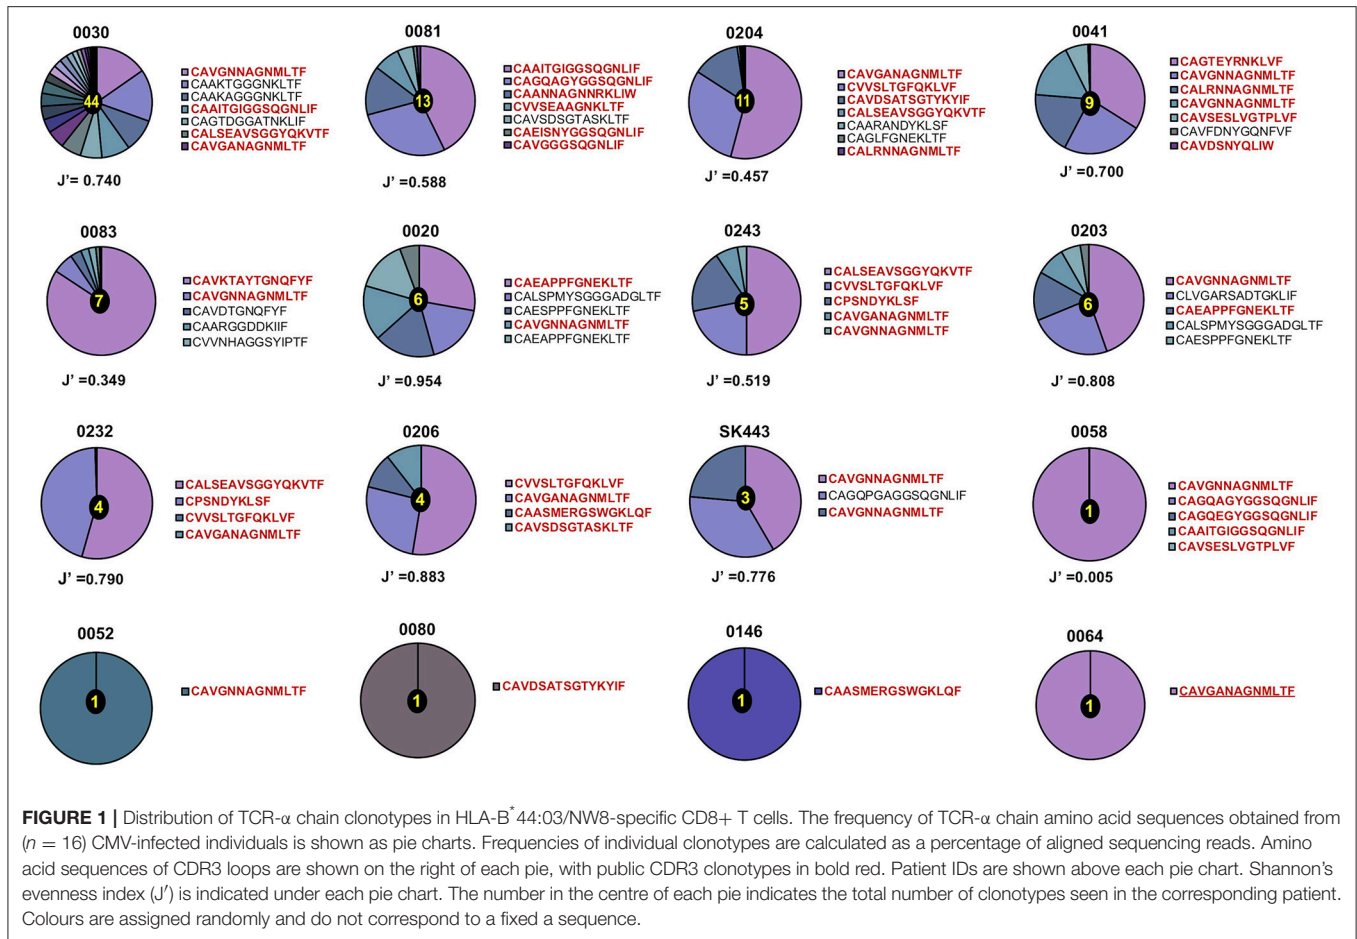 0030
44
CAVGNNAGNMLTF
CAAKTGGGNKLTF
CAAKAGGGNKLTF
CAAITGIGGSQGNLIF
CAGTDGGATNKLIF
CALSEAVSGGYQKVTF
CAVGANAGNMLTF
J'= 0.740
0081
13
CAAITGIGGSQGNLIF
CAGQAGYGGSQGNLIF
CAANNAGNNRKLIW
CVVSEAAGNKLTF
CAVSDSGTASKLTF
CAEISNYGGSQGNLIF
CAVGGGSQGNLIF
J' =0.588
0204
11
CAVGANAGNMLTF
CVVSLTGFQKLVF
CAVDSATSGTYKYIF
CALSEAVSGGYQKVTF
CAARANDYKLSF
CAGLFGNEKLTF
CALRNNAGNMLTF
J' =0.457
0041
9
CAGTEYRNKLVF
CAVGNNAGNMLTF
CALRNNAGNMLTF
CAVGNNAGNMLTF
CAVSESLVGTPLVF
CAVFDNYGQNFVF
CAVDSNYQLIW
J' =0.700
0083
7
CAVKTAYTGNQFYF
CAVGNNAGNMLTF
CAVDTGNQFYF
CAARGGDDKIIF
CVVNHAGGSYIPTF
J' =0.349
0020
6
CAEAPPFGNEKLTF
CALSPMYSGGGADGLTF
CAESPPFGNEKLTF
CAVGNNAGNMLTF
CAEAPPFGNEKLTF
J' =0.954
0243
5
CALSEAVSGGYQKVTF
CVVSLTGFQKLVF
CPSNDYKLSF
CAVGANAGNMLTF
CAVGNNAGNMLTF
J' =0.519
0203
6
CAVGNNAGNMLTF
CLVGARSADTGKLIF
CAEAPPFGNEKLTF
CALSPMYSGGGADGLTF
CAESPPFGNEKLTF
J' =0.808
0232
4
CALSEAVSGGYQKVTF
CPSNDYKLSF
CVVSLTGFQKLVF
CAVGANAGNMLTF
J' =0.790
0206
4
CVVSLTGFQKLVF
CAVGANAGNMLTF
CAASMERGSWGKLQF
CAVSDSGTASKLTF
J' =0.883
SK443
3
CAVGNNAGNMLTF
CAGQPGAGGSQGNLIF
CAVGNNAGNMLTF
J' =0.776
0058
1
CAVGNNAGNMLTF
CAGQAGYGGSQGNLIF
CAGQEGYGGSQGNLIF
CAAITGIGGSQGNLIF
CAVSESLVGTPLVF
J' =0.005
0052
1
CAVGNNAGNMLTF
0080
1
CAVDSATSGTYKYIF
0146
1
CAASMERGSWGKLQF
0064
1
CAVGANAGNMLTF
FIGURE 1 | Distribution of TCR-α chain clonotypes in HLA-B*44:03/NW8-specific CD8+ T cells. The frequency of TCR-α chain amino acid sequences obtained from
(n = 16) CMV-infected individuals is shown as pie charts. Frequencies of individual clonotypes are calculated as a percentage of aligned sequencing reads. Amino
acid sequences of CDR3 loops are shown on the right of each pie, with public CDR3 clonotypes in bold red. Patient IDs are shown above each pie chart. Shannon's
evenness index (J′) is indicated under each pie chart. The number in the centre of each pie indicates the total number of clonotypes seen in the corresponding patient.
Colours are assigned randomly and do not correspond to a fixed a sequence.